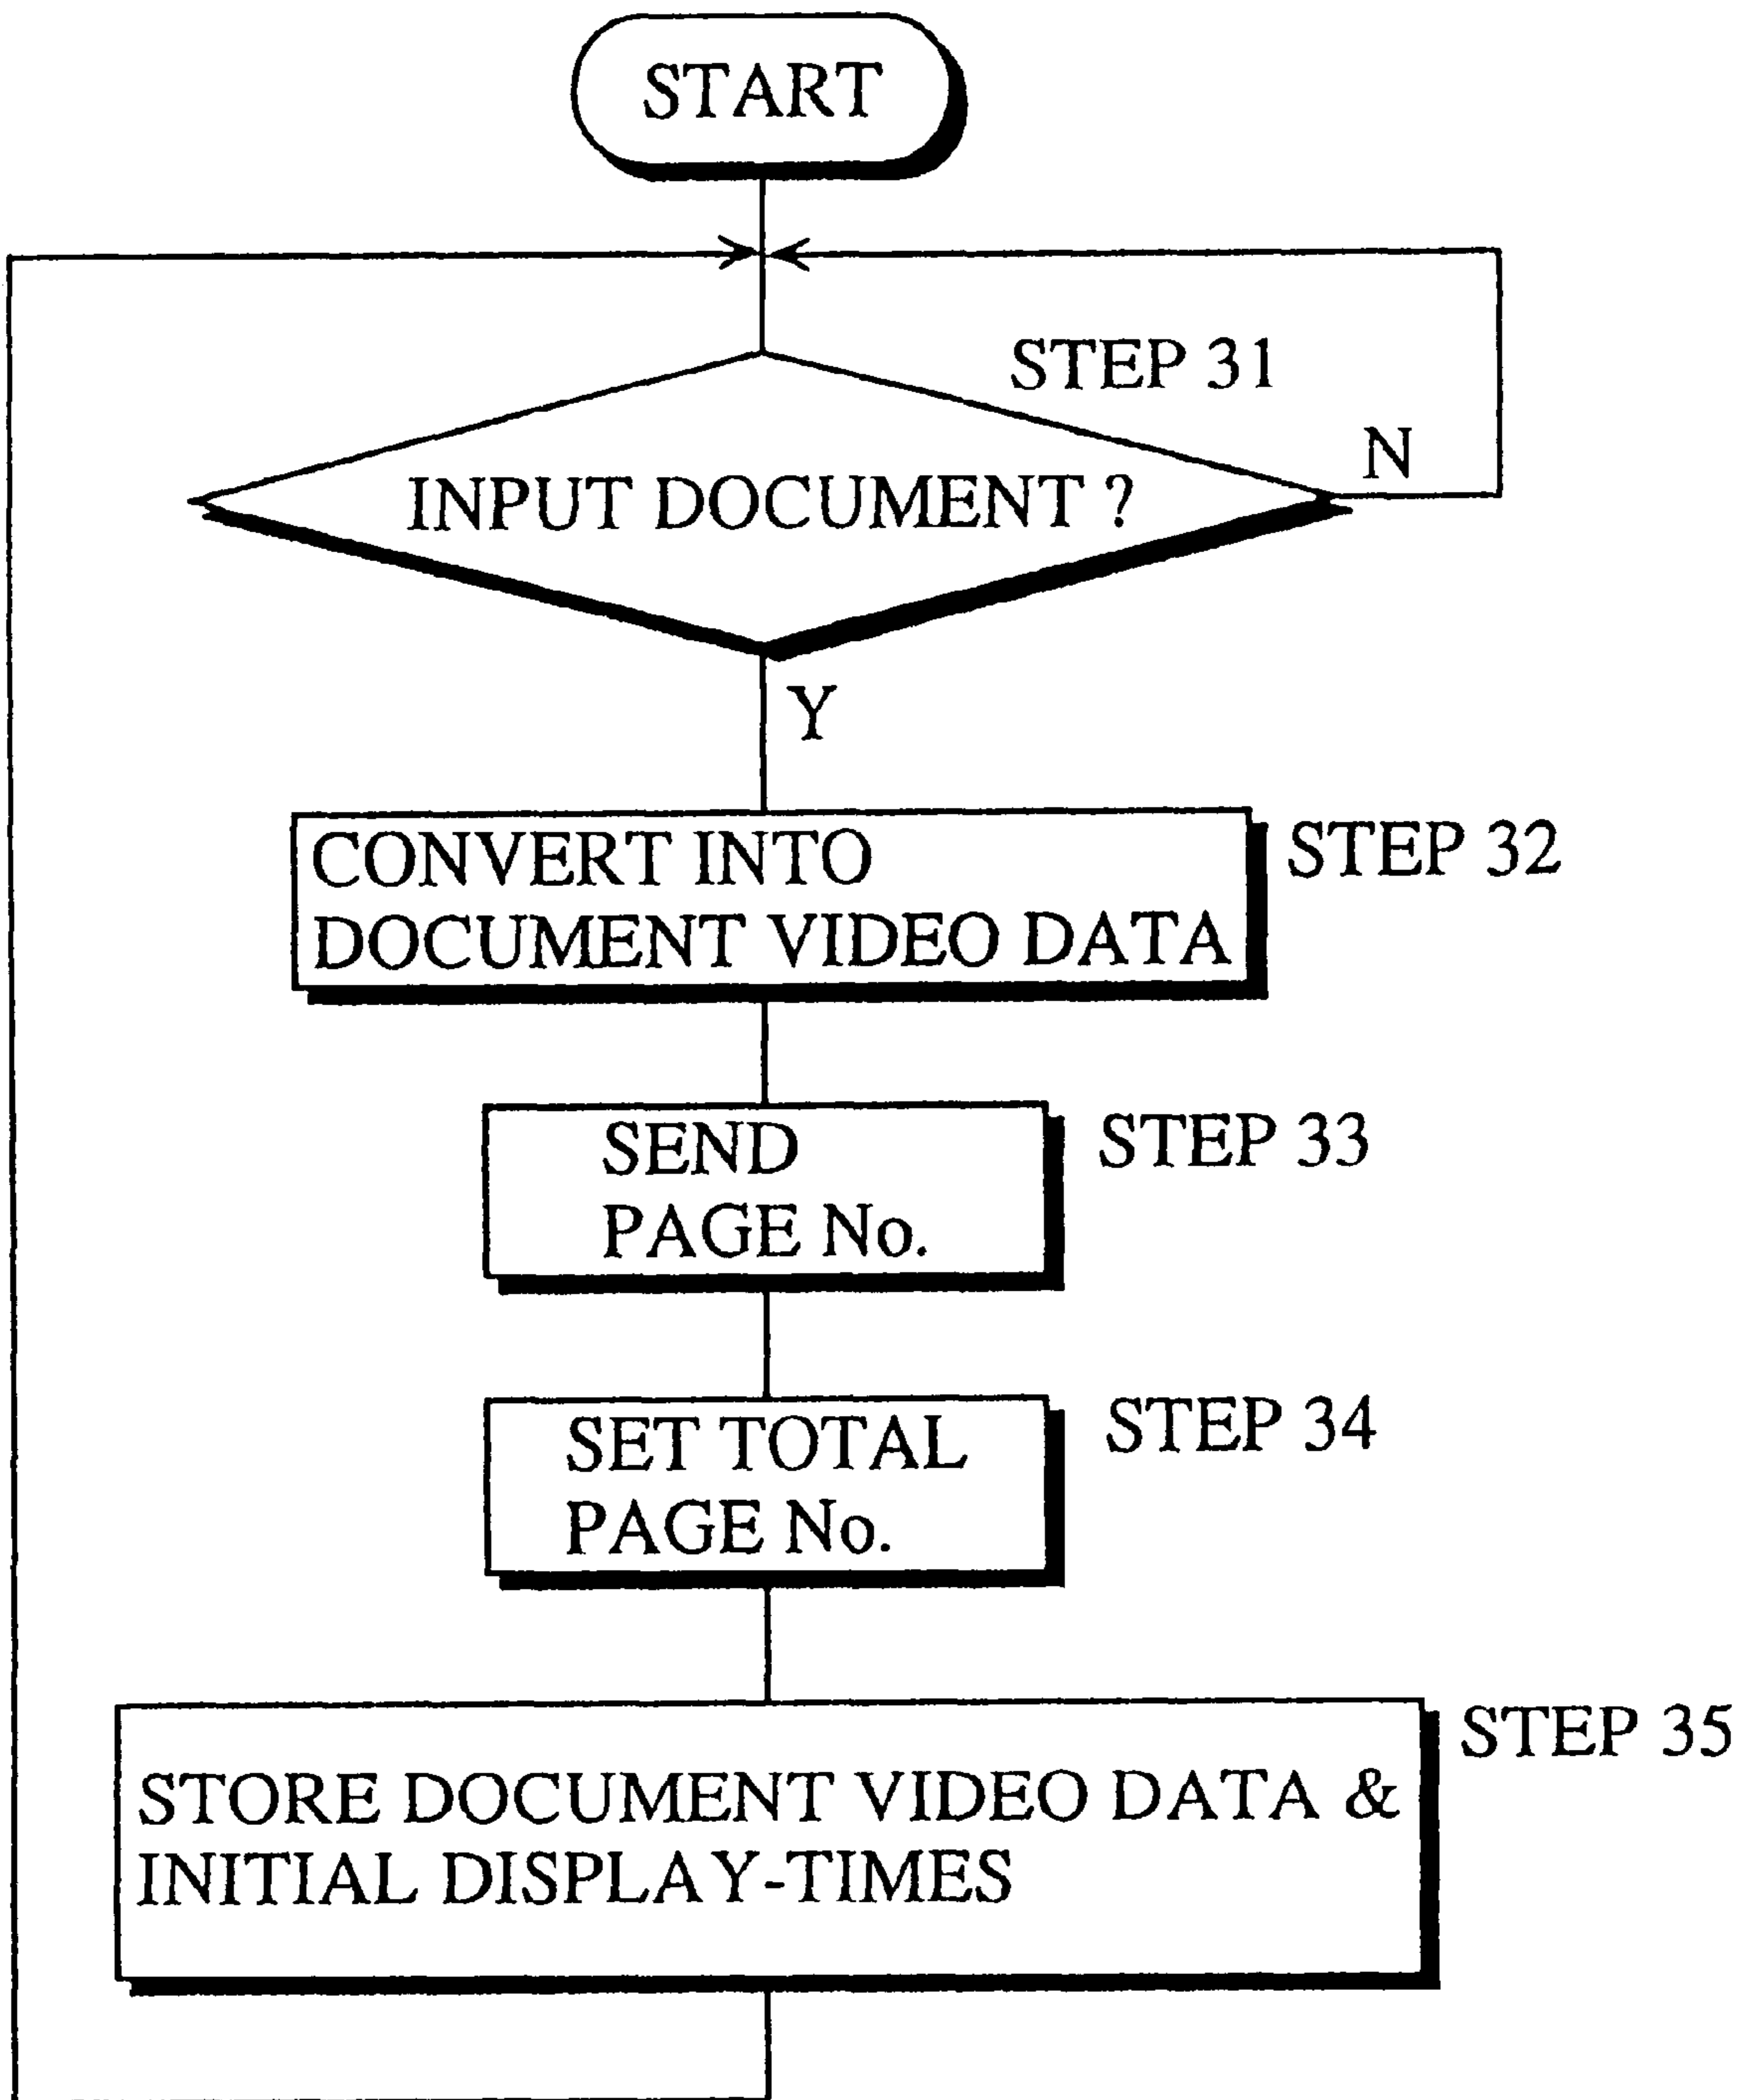 START
STEP 31
N
INPUT DOCUMENT ?
Y
CONVERT INTO
DOCUMENT VIDEO DATA
STEP 32
SEND
PAGE No.
STEP 33
SET TOTAL
PAGE No.
STEP 34
STEP 35
STORE DOCUMENT VIDEO DATA &
INITIAL DISPLAY-TIMES